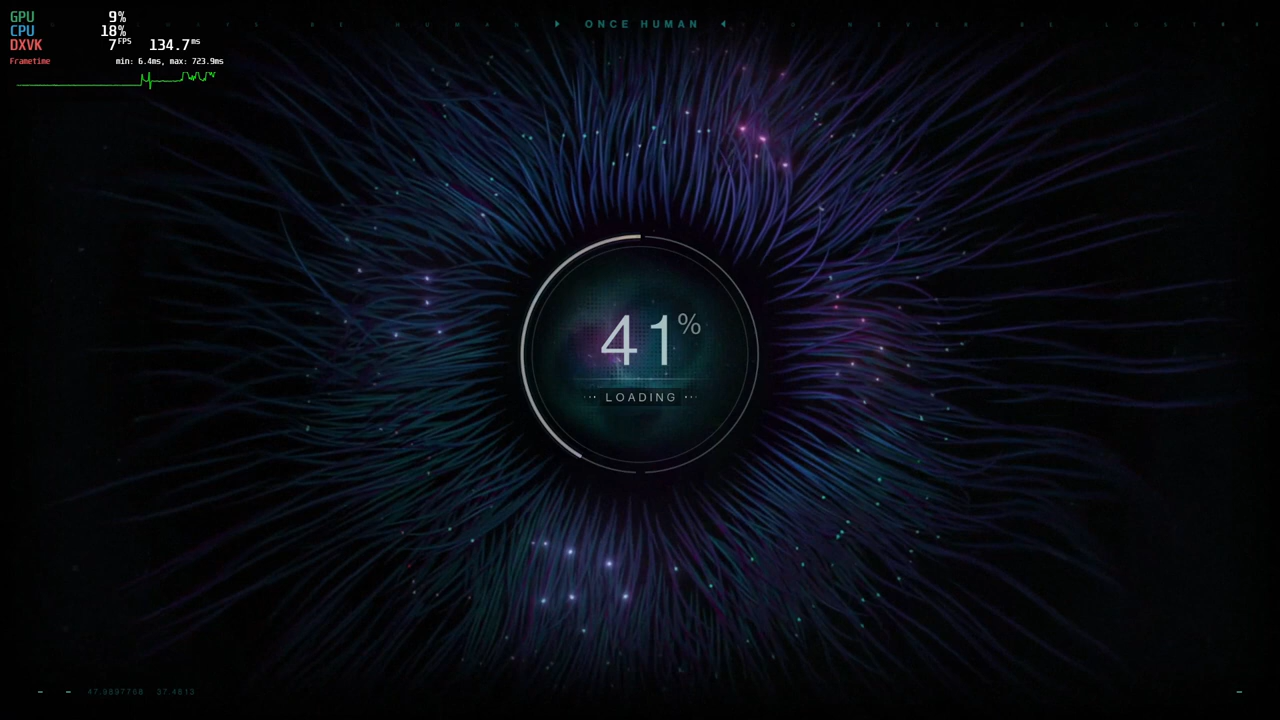 GPU 9%
CPU 18%
DXVK 7FPS 134.7ms
Frametime min: 6.4ms, max: 723.9ms
ONCE HUMAN
41%
LOADING